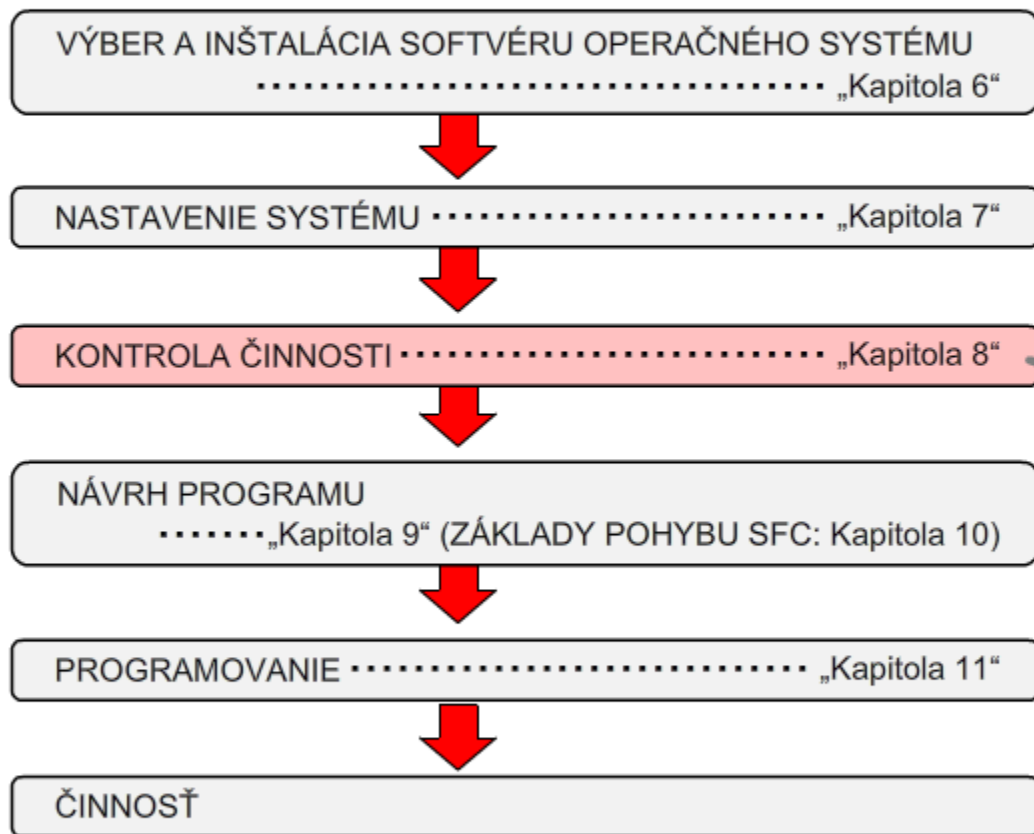 VÝBER A INŠTALÁCIA SOFTVÉRU OPERAČNÉHO SYSTÉMU
„Kapitola 6“
NASTAVENIE SYSTÉMU „Kapitola 7“
KONTROLA ČINNOSTI „Kapitola 8“
NÁVRH PROGRAMU
„Kapitola 9“ (ZÁKLADY POHYBU SFC: Kapitola 10)
PROGRAMOVANIE „Kapitola 11“
ČINNOSŤ